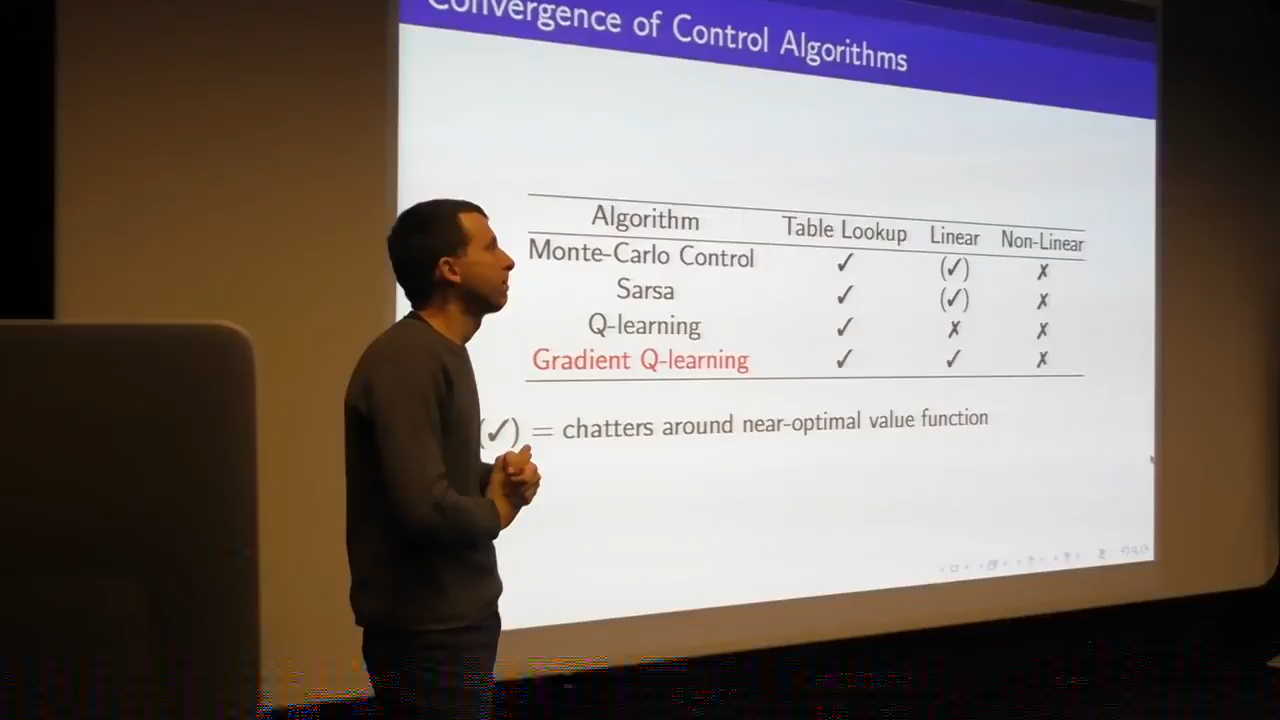 Convergence of Control Algorithms
Algorithm Table Lookup Linear Non-Linear
Monte-Carlo Control ✓ (✓) ✗
Sarsa ✓ (✓) ✗
Q-learning ✓ ✗ ✗
Gradient Q-learning ✓ ✓ ✗
(✓) = chatters around near-optimal value function